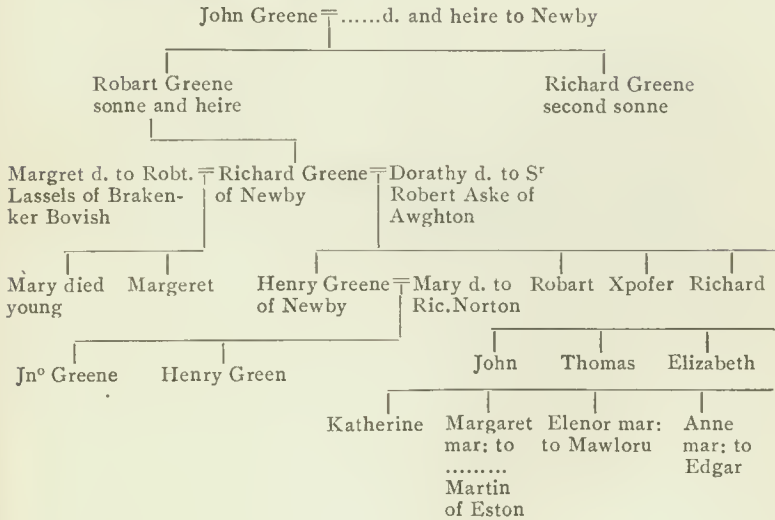 John Greene ......d. and heire to Newby
Robart Greene
sonne and heire
Richard Greene
second sonne
Margret d. to Robt.
Lassels of Braken-
ker Bovish
Richard Greene
of Newby
Dorathy d. to Sʳ
Robert Aske of
Awghton
Mary died
young
Margeret
Henry Greene
of Newby
Mary d. to
Ric. Norton
Robart
Xpofer
Richard
Jnº Greene
Henry Green
John
Thomas
Elizabeth
Katherine
Margaret
mar: to
.........
Martin
of Eston
Elenor mar:
to Mawloru
Anne
mar: to
Edgar